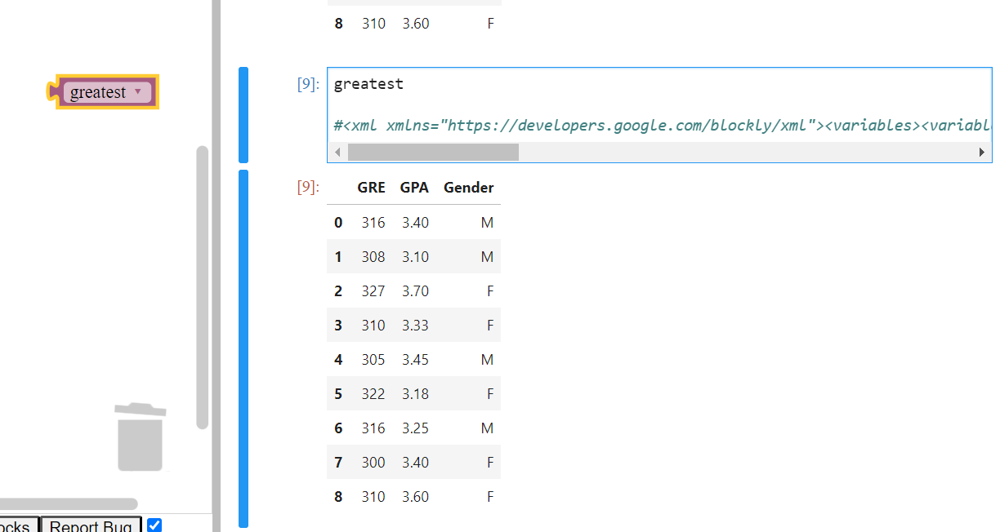 8 310 3.60 F
greatest
[9]: greatest
#<xml xmlns="https://developers.google.com/blockly/xml"><variables><variabl
[9]: GRE GPA Gender
0 316 3.40 M
1 308 3.10 M
2 327 3.70 F
3 310 3.33 F
4 305 3.45 M
5 322 3.18 F
6 316 3.25 M
7 300 3.40 F
8 310 3.60 F
ocks Report Bug